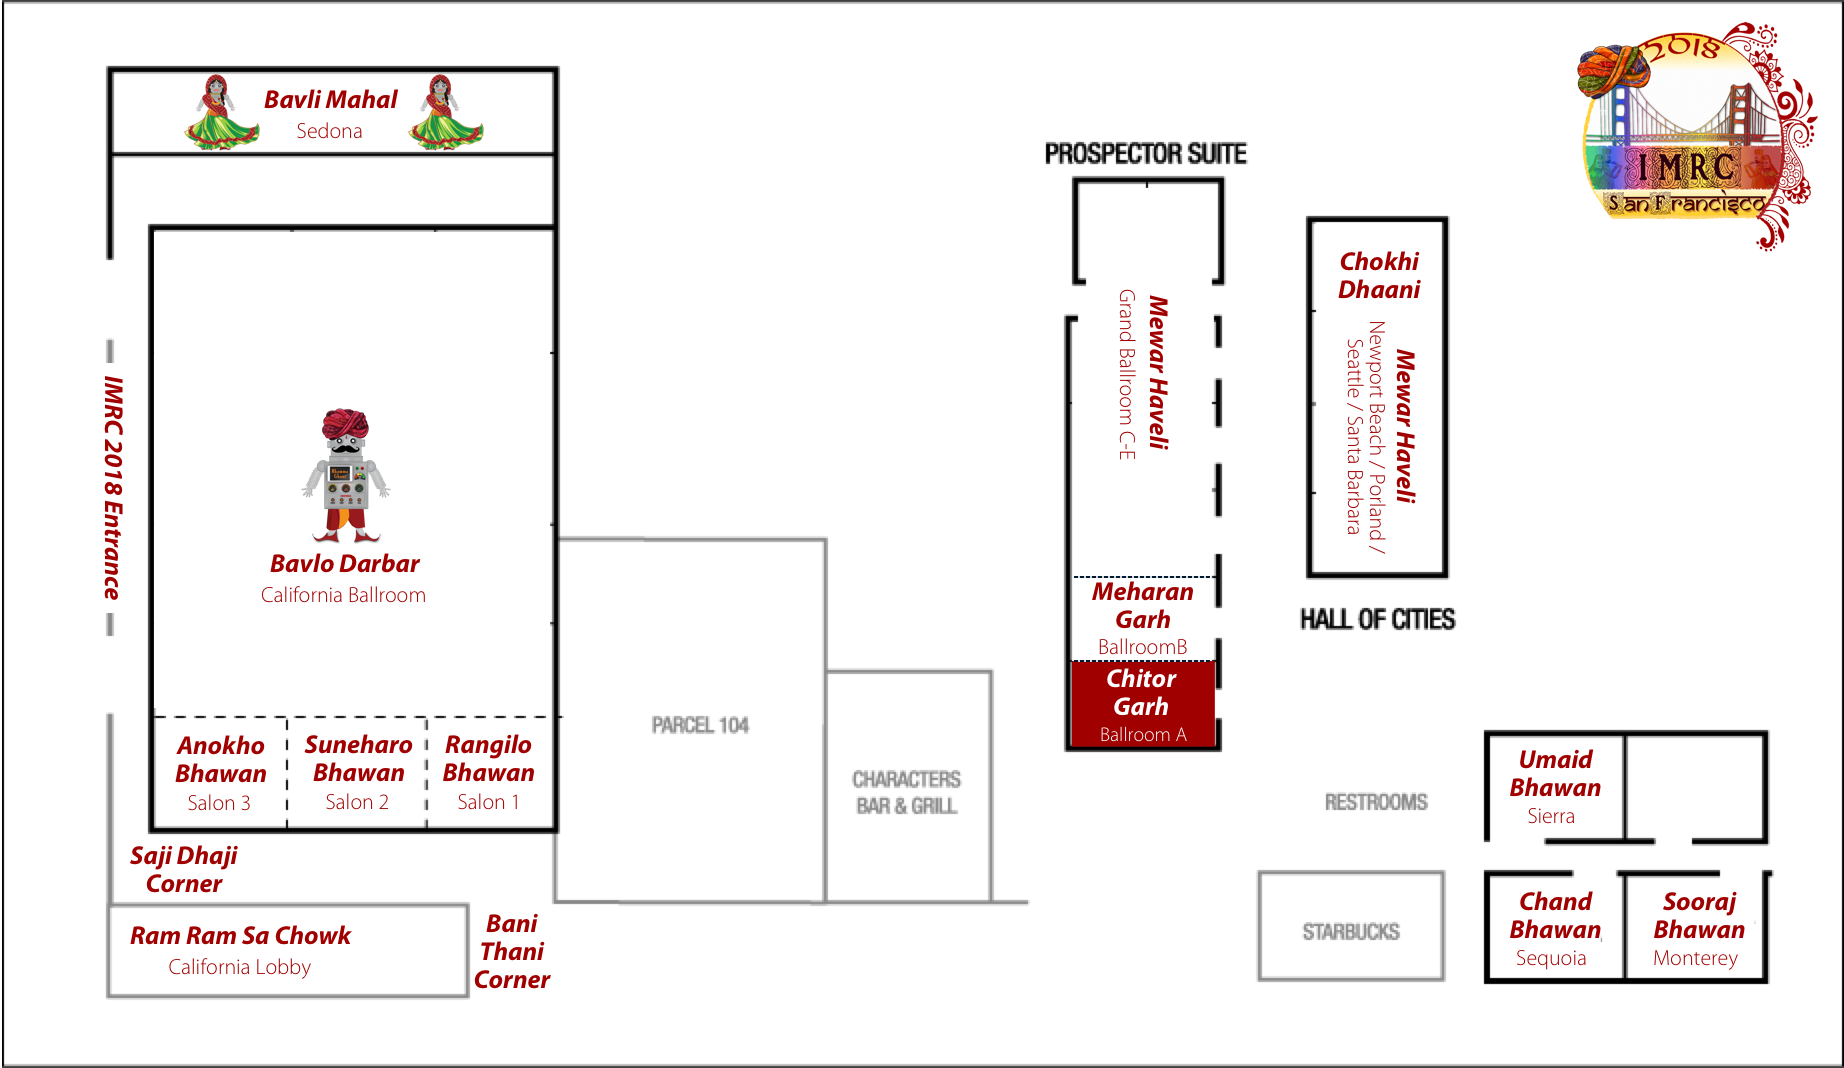 2018
IMRC
San Francisco
Bavli Mahal
Sedona
PROSPECTOR SUITE
Chokhi
Dhaani
Mewar Haveli
Grand Ballroom C-E
Mewar Haveli
Newport Beach / Porland /
Seattle / Santa Barbara
IMRC 2018 Entrance
Bavlo Darbar
California Ballroom
Meharan
Garh
BallroomB
HALL OF CITIES
Chitor
Garh
Ballroom A
PARCEL 104
CHARACTERS
BAR & GRILL
Anokho
Bhawan
Salon 3
Suneharo
Bhawan
Salon 2
Rangilo
Bhawan
Salon 1
RESTROOMS
Umaid
Bhawan
Sierra
Saji Dhaji
Corner
Ram Ram Sa Chowk
California Lobby
Bani
Thani
Corner
STARBUCKS
Chand
Bhawan
Sequoia
Sooraj
Bhawan
Monterey